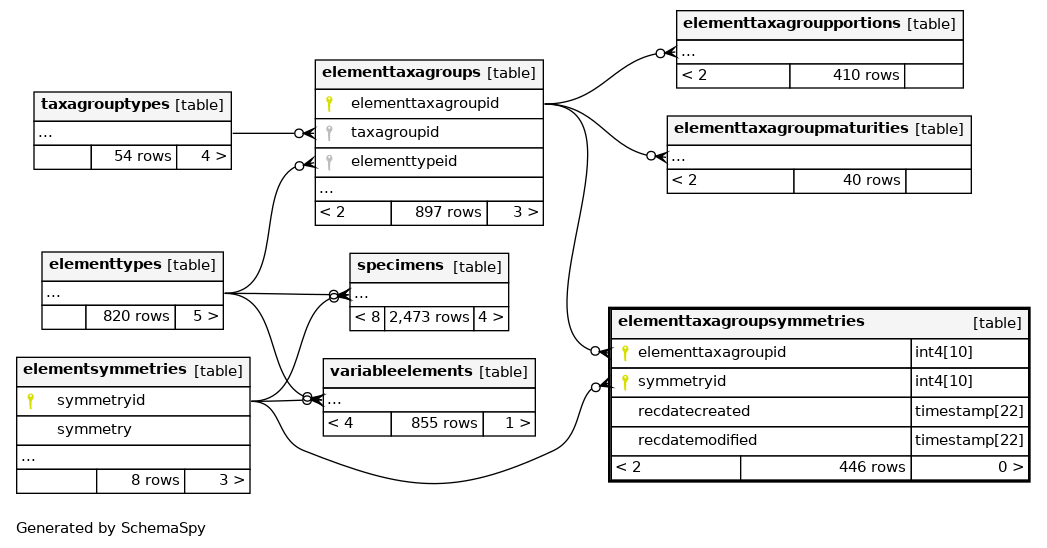 elementtaxagroupportions [table]
...
< 2 410 rows
elementtaxagroups [table]
elementtaxagroupid
taxagroupid
elementtypeid
...
< 2 897 rows 3 >
taxagrouptypes [table]
...
54 rows 4 >
elementtaxagroupmaturities [table]
...
< 2 40 rows
elementtypes [table]
...
820 rows 5 >
specimens [table]
...
< 8 2,473 rows 4 >
elementtaxagroupsymmetries [table]
elementtaxagroupid int4[10]
symmetryid int4[10]
recdatecreated timestamp[22]
recdatemodified timestamp[22]
< 2 446 rows 0 >
elementsymmetries [table]
symmetryid
symmetry
...
8 rows 3 >
variableelements [table]
...
< 4 855 rows 1 >
Generated by SchemaSpy